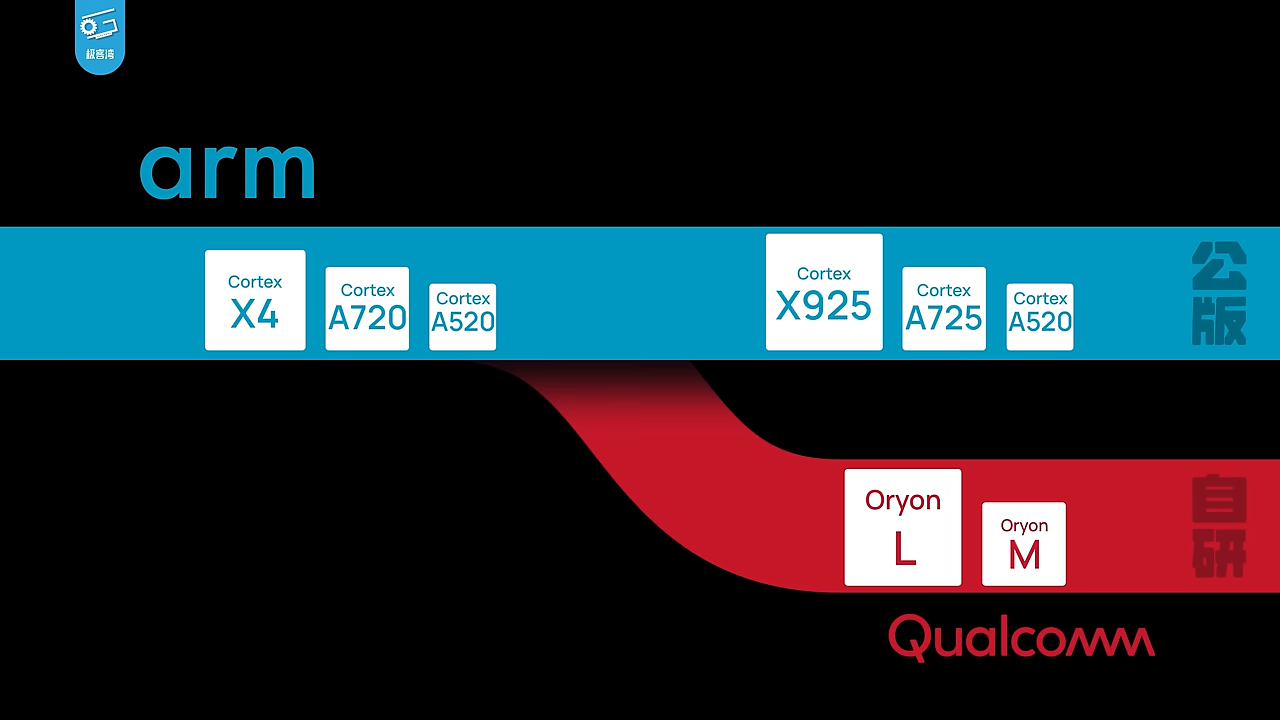 极客湾
arm
Cortex
X4
Cortex
A720
Cortex
A520
Cortex
X925
Cortex
A725
Cortex
A520
公版
Oryon
L
Oryon
M
自研
Qualcomm